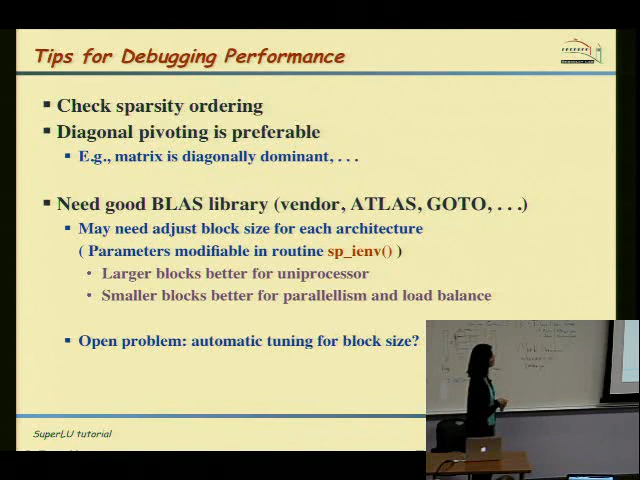 Tips for Debugging Performance
Check sparsity ordering
Diagonal pivoting is preferable
E.g., matrix is diagonally dominant, . . .
Need good BLAS library (vendor, ATLAS, GOTO, . . .)
May need adjust block size for each architecture
( Parameters modifiable in routine sp_ienv() )
Larger blocks better for uniprocessor
Smaller blocks better for parallellism and load balance
Open problem: automatic tuning for block size?
SuperLU tutorial